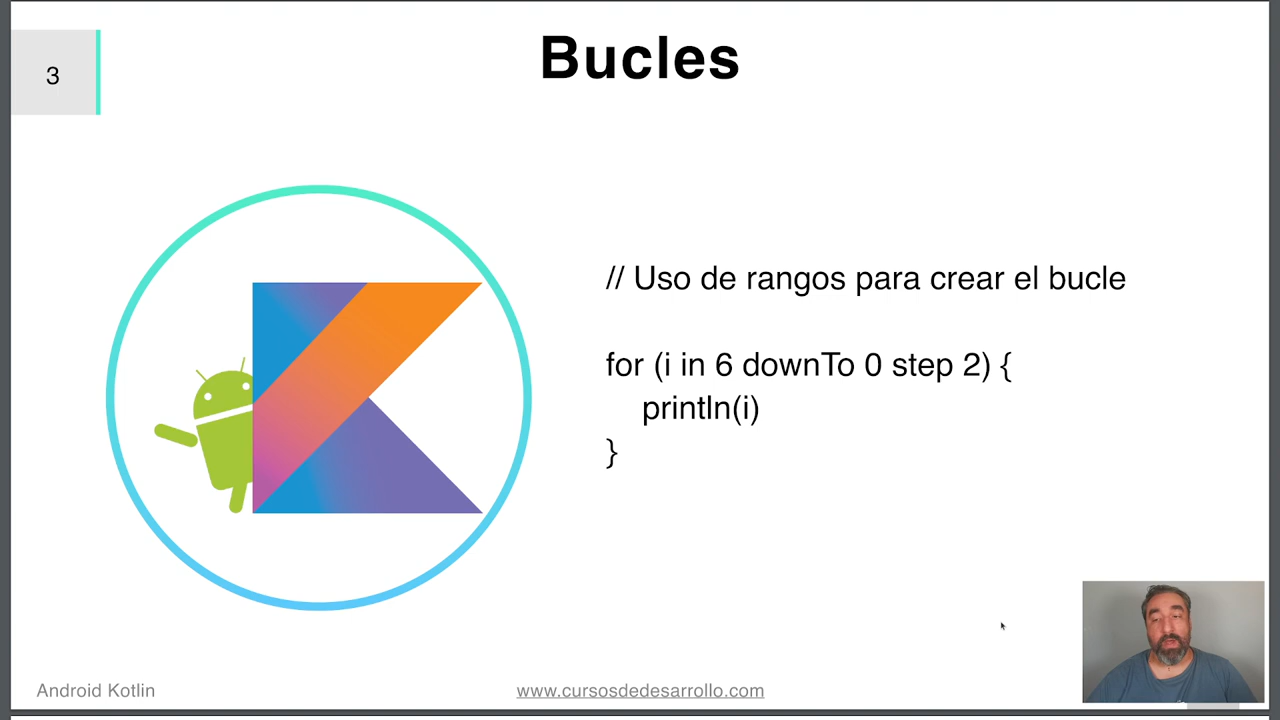 3
Bucles
// Uso de rangos para crear el bucle
for (i in 6 downTo 0 step 2) {
println(i)
}
Android Kotlin
www.cursosdedesarrollo.com